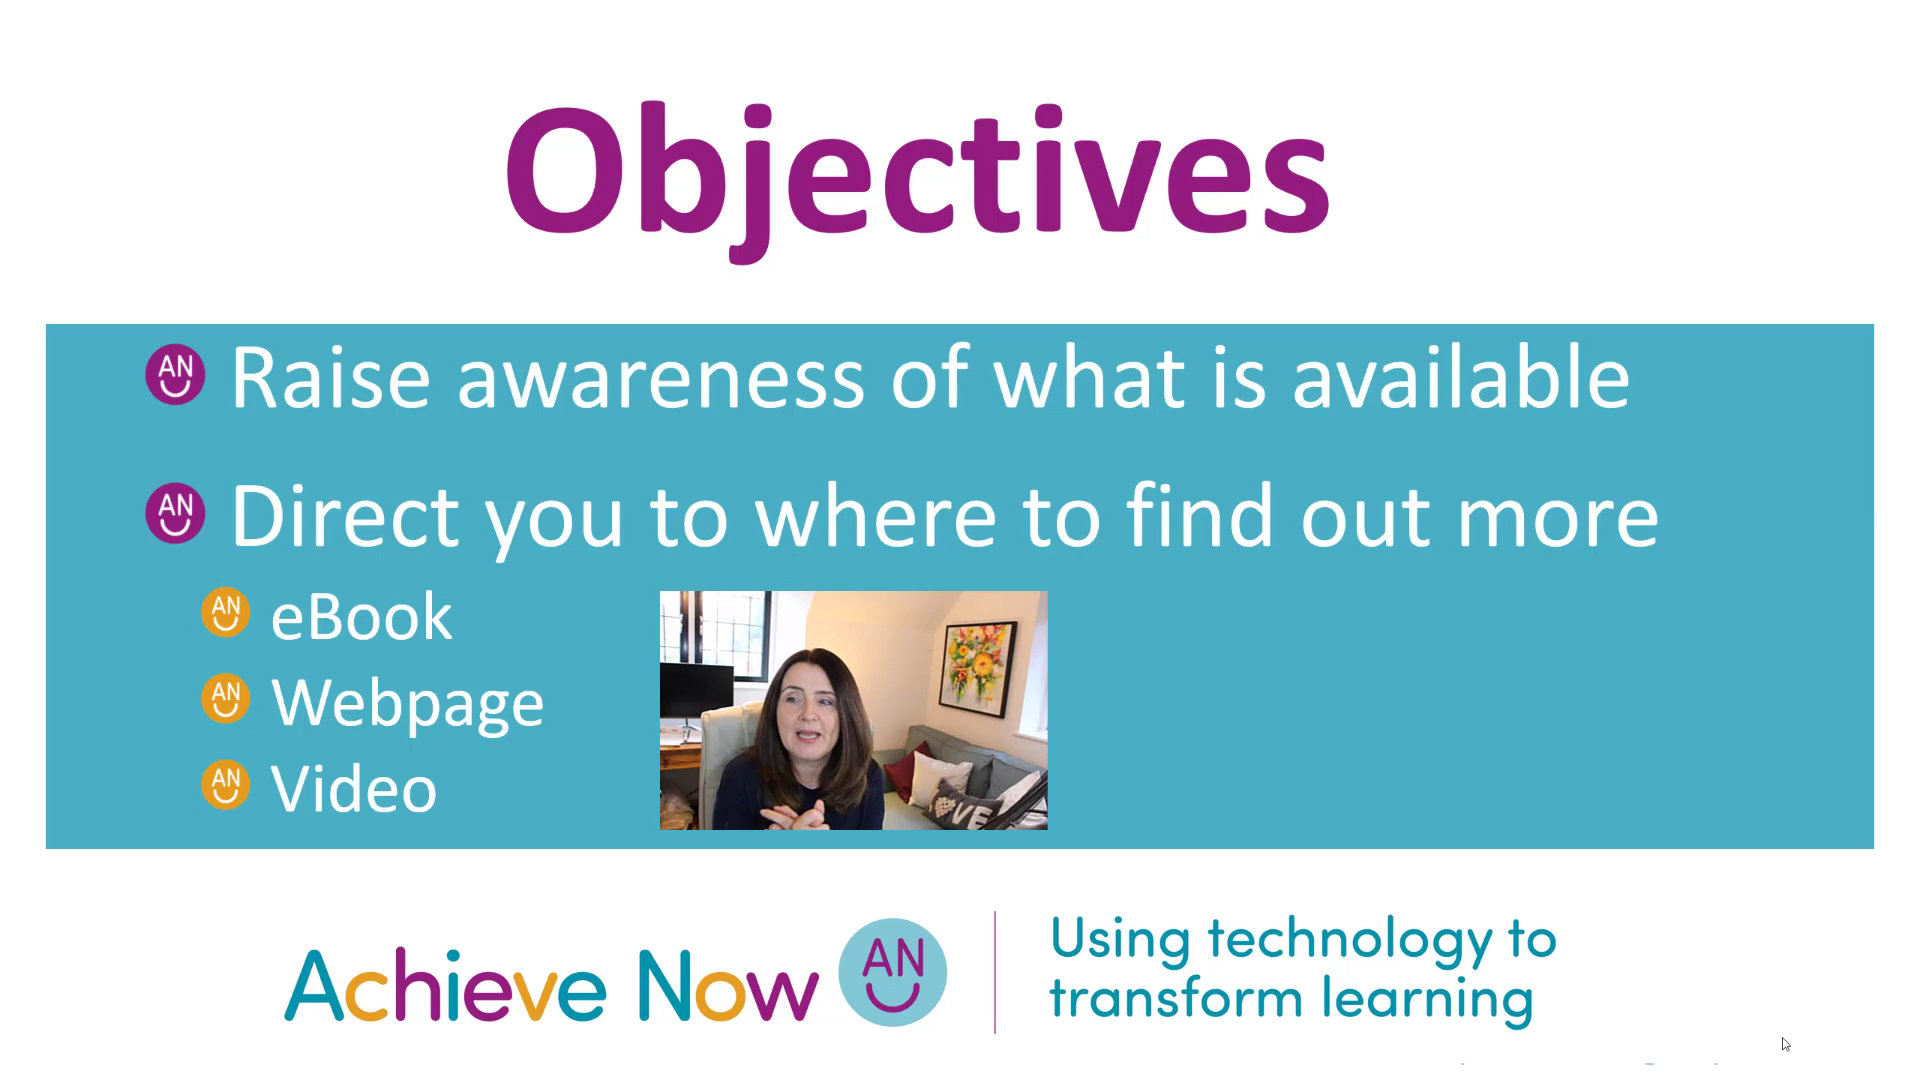 Objectives
AN Raise awareness of what is available
AN Direct you to where to find out more
AN eBook
AN Webpage
AN Video
VE
Achieve Now AN
Using technology to
transform learning